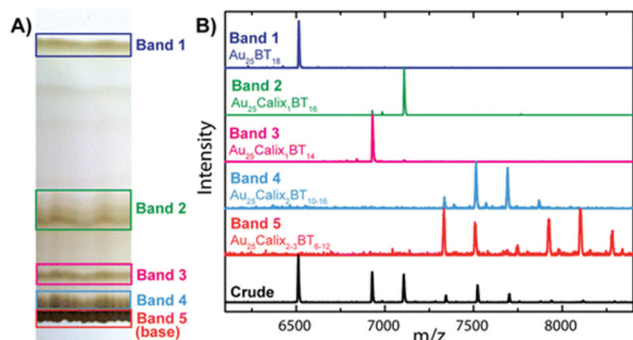 A)
Band 1
Band 2
Band 3
Band 4
Band 5
(base)
B)
Band 1
Au₂₅BT₁₈
Band 2
Au₂₅Calix₁BT₁₆
Band 3
Au₂₅Calix₁BT₁₄
Band 4
Au₂₅Calix₂BT₁₀₋₁₆
Band 5
Au₂₅Calix₂₋₃BT₆₋₁₂
Crude
Intensity
6500 7000 7500 8000
m/z